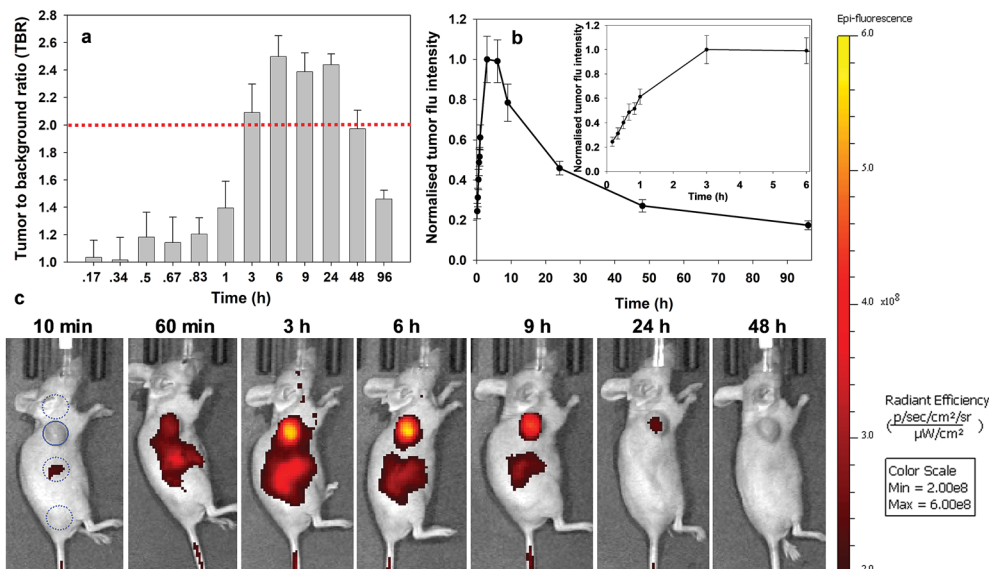 a
Tumor to background ratio (TBR)
2.8
2.6
2.4
2.2
2.0
1.8
1.6
1.4
1.2
1.0
.17 .34 .5 .67 .83 1 3 6 9 24 48 96
Time (h)
b
Normalised tumor flu intensity
1.2
1.0
0.8
0.6
0.4
0.2
0.0
0 10 20 30 40 50 60 70 80 90
Time (h)
Normalised tumor flu intensity
1.2
1.0
0.8
0.6
0.4
0.2
0.0
0 1 2 3 4 5 6
Time (h)
c
10 min 60 min 3 h 6 h 9 h 24 h 48 h
Epi-fluorescence
6.0
5.0
4.0 x10⁸
3.0
2.0
Radiant Efficiency
(p/sec/cm²/sr / µW/cm²)
Color Scale
Min = 2.00e8
Max = 6.00e8